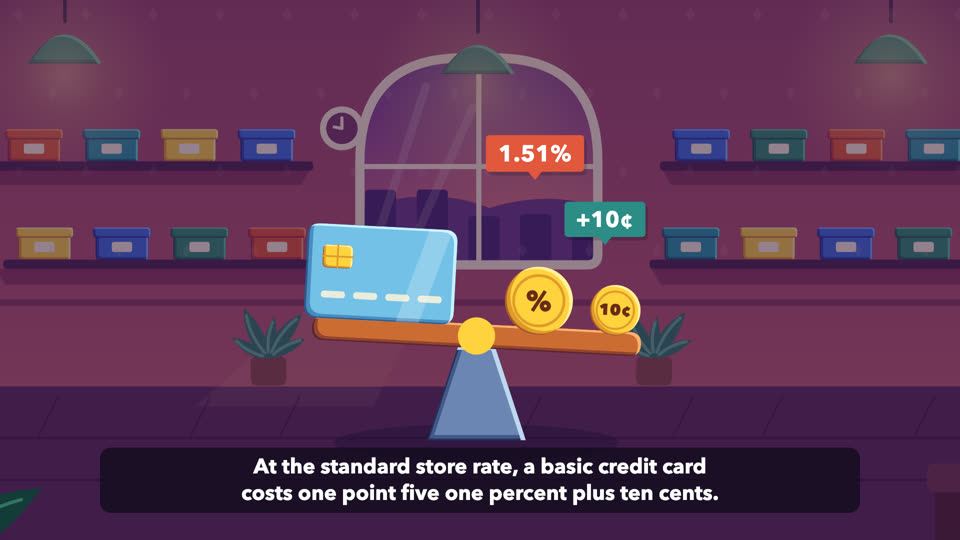 1.51%
+10¢
%
10¢
At the standard store rate, a basic credit card
costs one point five one percent plus ten cents.